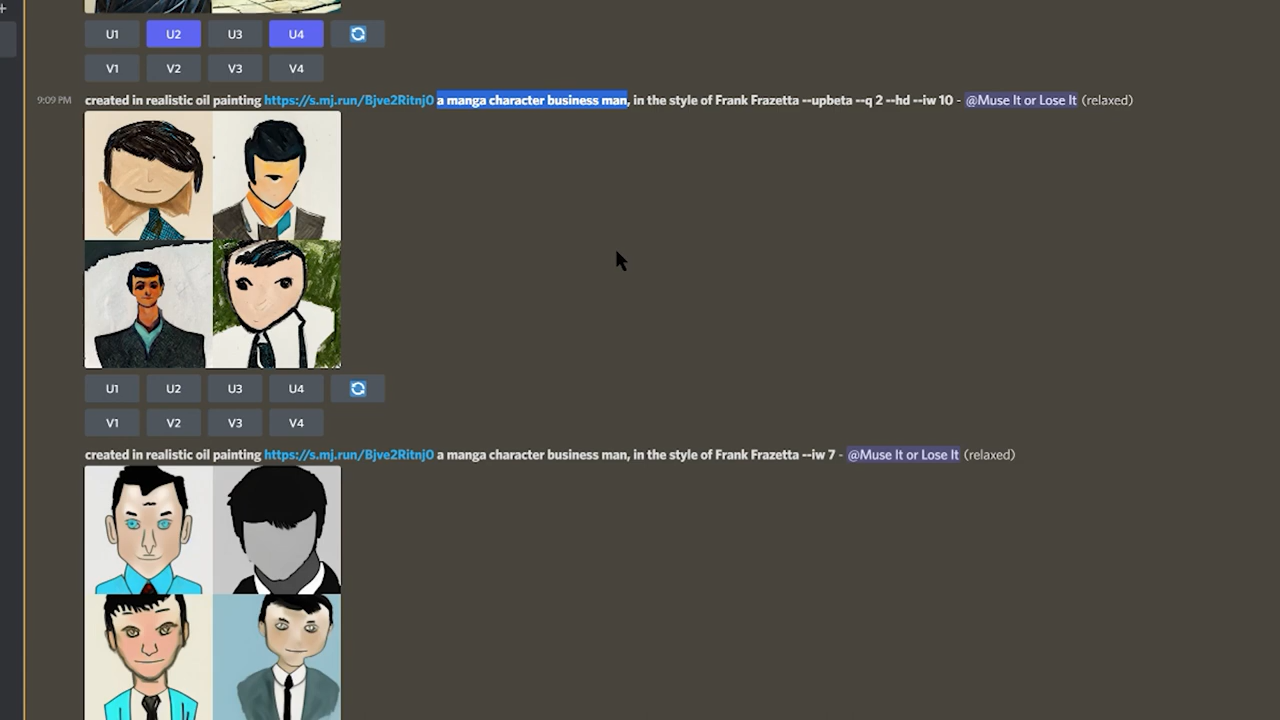 U1 U2 U3 U4
V1 V2 V3 V4
9:09 PM created in realistic oil painting https://s.mj.run/Bjve2Ritnj0 a manga character business man, in the style of Frank Frazetta --upbeta --q 2 --hd --iw 10 - @Muse It or Lose It (relaxed)
U1 U2 U3 U4
V1 V2 V3 V4
created in realistic oil painting https://s.mj.run/Bjve2Ritnj0 a manga character business man, in the style of Frank Frazetta --iw 7 - @Muse It or Lose It (relaxed)